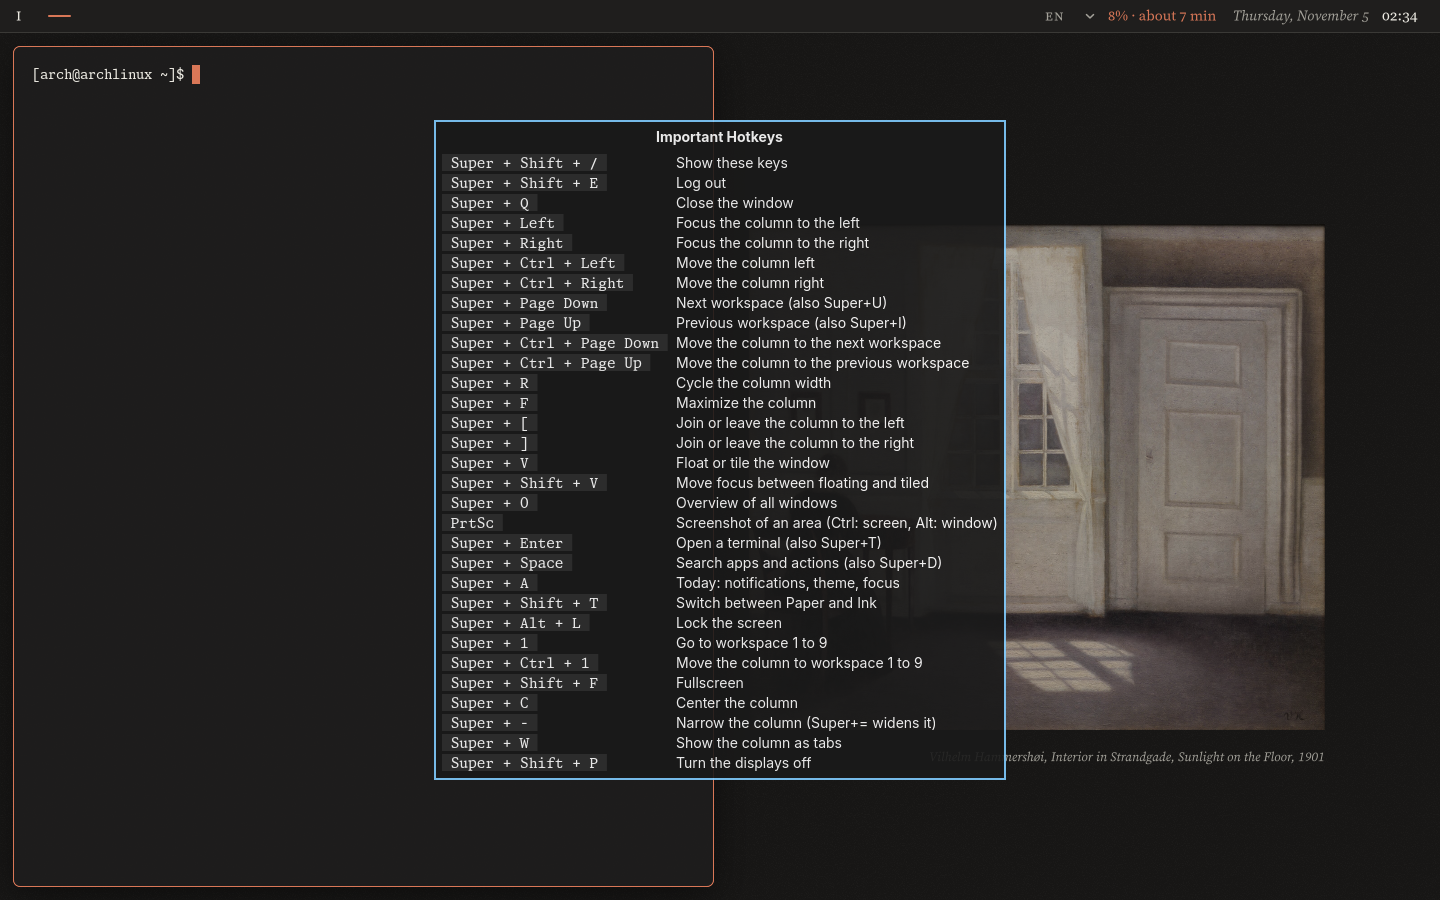 I EN 8% · about 7 min Thursday, November 5 02:34
[arch@archlinux ~]$
Important Hotkeys
Super + Shift + / Show these keys
Super + Shift + E Log out
Super + Q Close the window
Super + Left Focus the column to the left
Super + Right Focus the column to the right
Super + Ctrl + Left Move the column left
Super + Ctrl + Right Move the column right
Super + Page Down Next workspace (also Super+U)
Super + Page Up Previous workspace (also Super+I)
Super + Ctrl + Page Down Move the column to the next workspace
Super + Ctrl + Page Up Move the column to the previous workspace
Super + R Cycle the column width
Super + F Maximize the column
Super + [ Join or leave the column to the left
Super + ] Join or leave the column to the right
Super + V Float or tile the window
Super + Shift + V Move focus between floating and tiled
Super + O Overview of all windows
PrtSc Screenshot of an area (Ctrl: screen, Alt: window)
Super + Enter Open a terminal (also Super+T)
Super + Space Search apps and actions (also Super+D)
Super + A Today: notifications, theme, focus
Super + Shift + T Switch between Paper and Ink
Super + Alt + L Lock the screen
Super + 1 Go to workspace 1 to 9
Super + Ctrl + 1 Move the column to workspace 1 to 9
Super + Shift + F Fullscreen
Super + C Center the column
Super + - Narrow the column (Super+= widens it)
Super + W Show the column as tabs
Super + Shift + P Turn the displays off
Vilhelm Hammershøi, Interior in Strandgade, Sunlight on the Floor, 1901